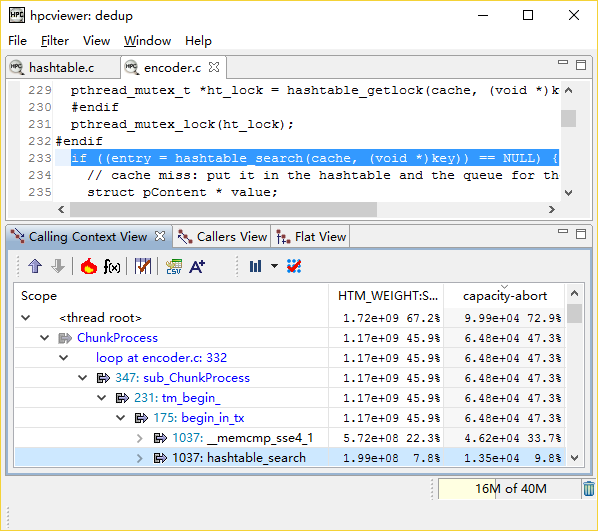 hpcviewer: dedup
File Filter View Window Help
hashtable.c encoder.c
229 pthread_mutex_t *ht_lock = hashtable_getlock(cache, (void *)k
230 #endif
231 pthread_mutex_lock(ht_lock);
232 #endif
233 if ((entry = hashtable_search(cache, (void *)key)) == NULL) {
234 // cache miss: put it in the hashtable and the queue for th
235 struct pContent * value;
Calling Context View Callers View Flat View
f(x) CSV A+
Scope HTM_WEIGHT:S... capacity-abort
<thread root> 1.72e+09 67.2% 9.99e+04 72.9%
ChunkProcess 1.17e+09 45.9% 6.48e+04 47.3%
loop at encoder.c: 332 1.17e+09 45.9% 6.48e+04 47.3%
347: sub_ChunkProcess 1.17e+09 45.9% 6.48e+04 47.3%
231: tm_begin_ 1.17e+09 45.9% 6.48e+04 47.3%
175: begin_in_tx 1.17e+09 45.9% 6.48e+04 47.3%
1037: __memcmp_sse4_1 5.72e+08 22.3% 4.62e+04 33.7%
1037: hashtable_search 1.99e+08 7.8% 1.35e+04 9.8%
16M of 40M